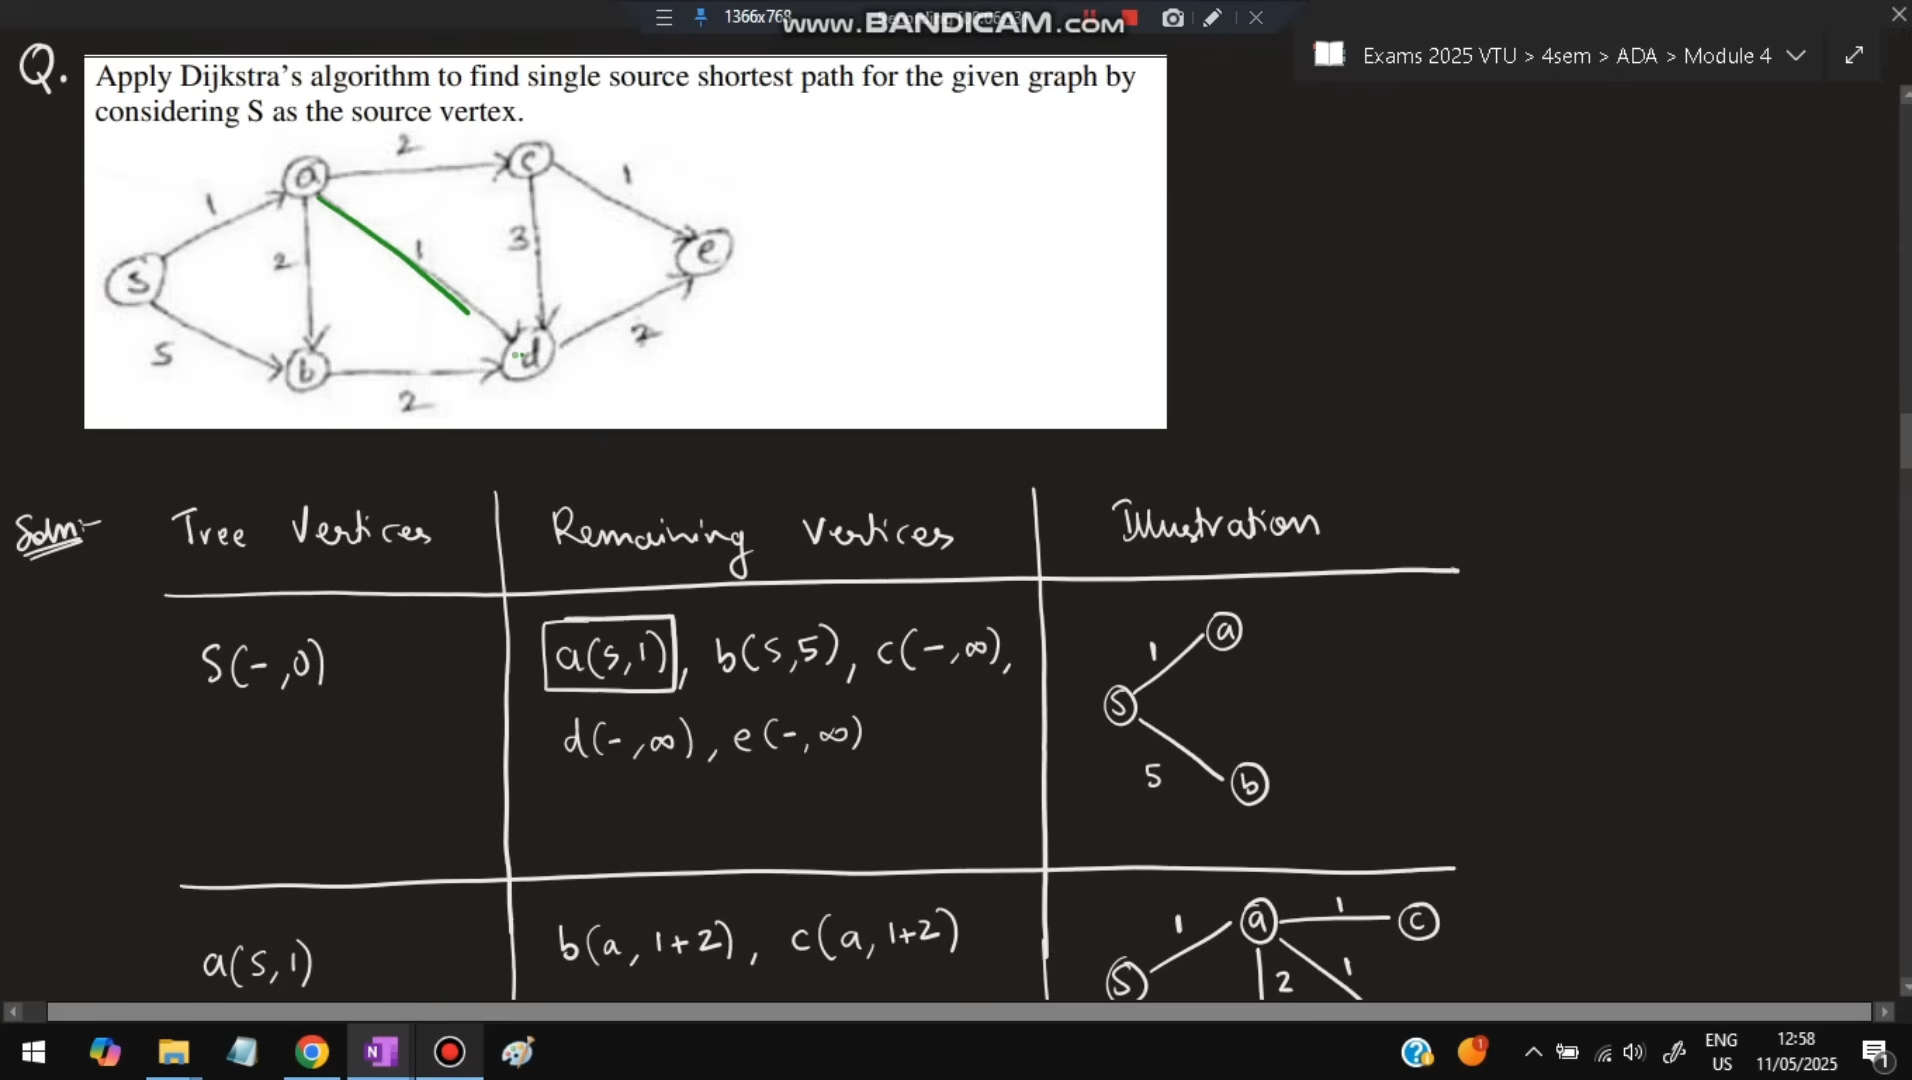 1366x768
www.BANDICAM.com
Exams 2025 VTU > 4sem > ADA > Module 4
Q.
Apply Dijkstra's algorithm to find single source shortest path for the given graph by
considering S as the source vertex.
2
a
c
1
1
1
3
2
e
S
2
5
d
b
2
Soln:-
Tree Vertices
Remaining Vertices
Illustration
S(-,0)
a(S,1), b(S,5), c(-,∞),
d(-,∞), e(-,∞)
a
1
S
5
b
a(S,1)
b(a, 1+2), c(a, 1+2)
1
a
1
c
S
2
1
ENG
US
12:58
11/05/2025
1